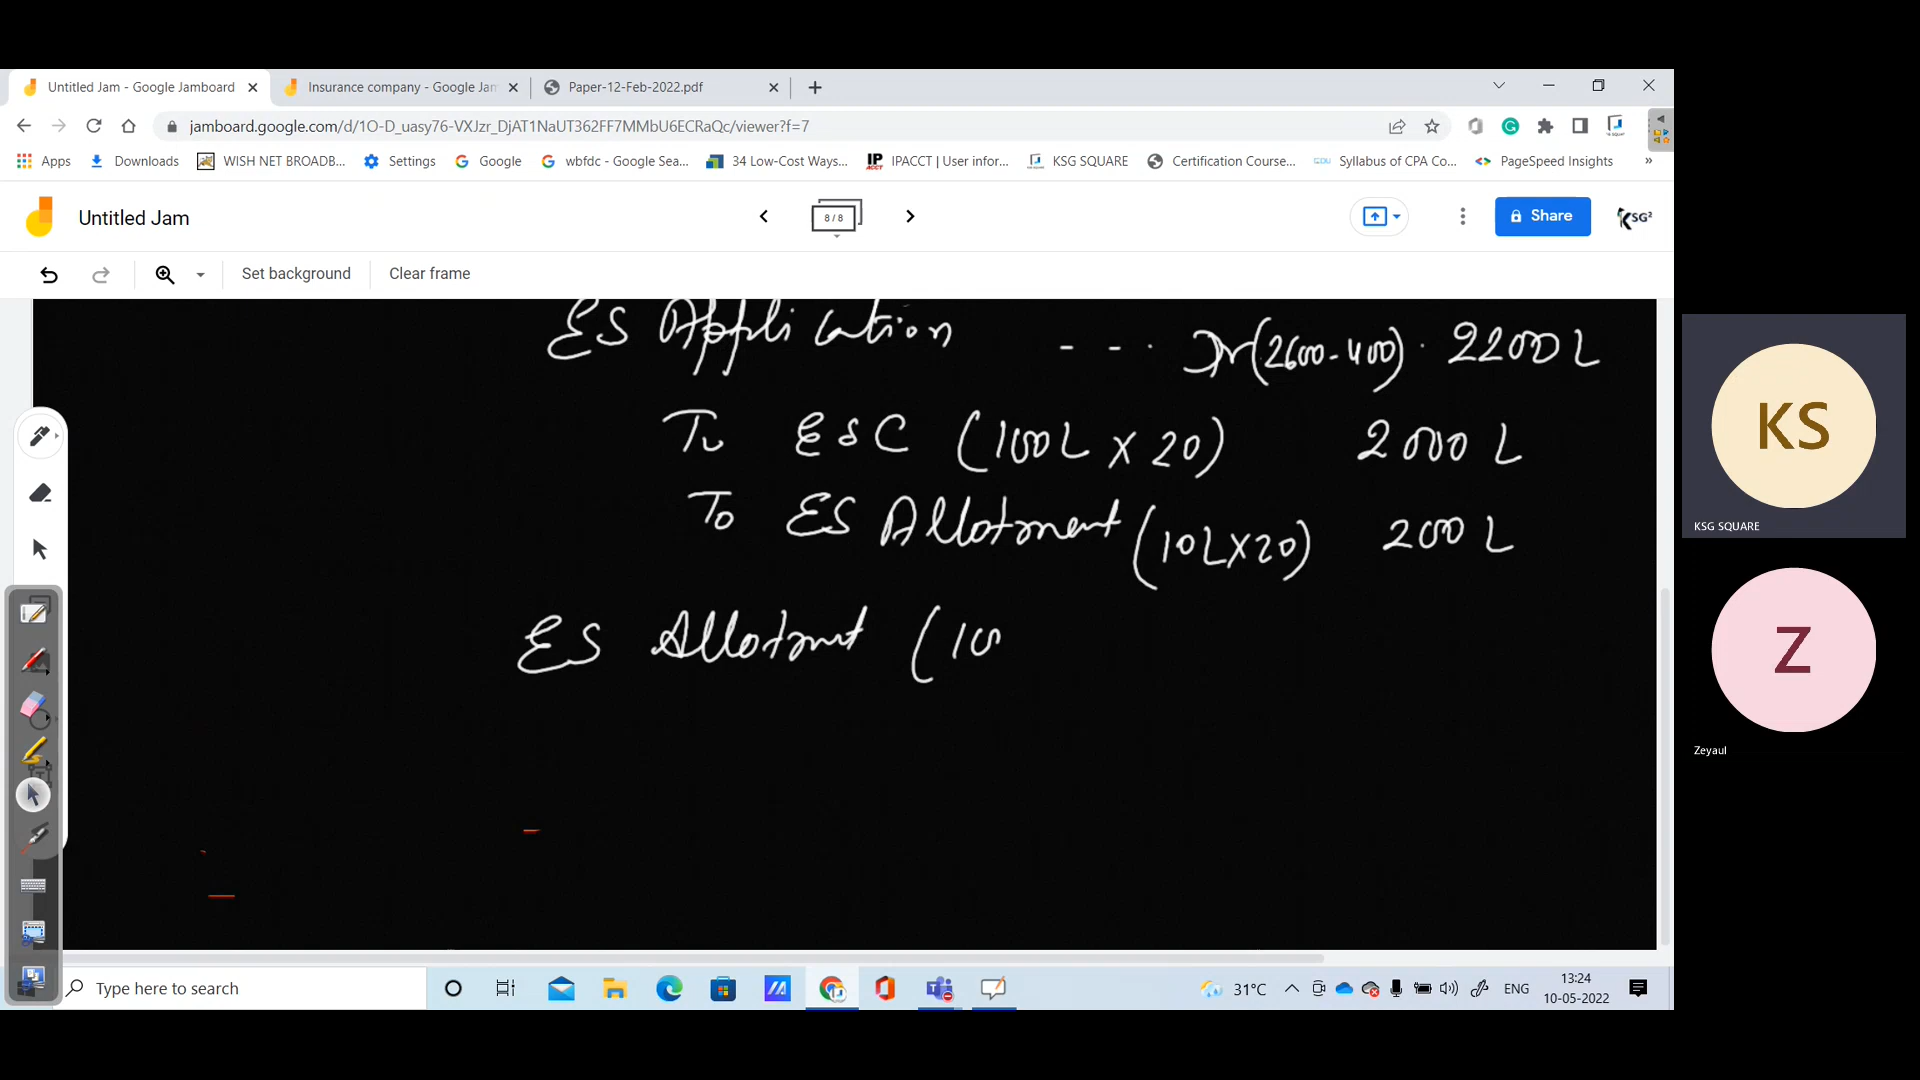 Untitled Jam - Google Jamboard
Insurance company - Google Jam
Paper-12-Feb-2022.pdf
jamboard.google.com/d/1O-D_uasy76-VXJzr_DjAT1NaUT362FF7MMbU6ECRaQc/viewer?f=7
Apps Downloads WISH NET BROADB... Settings Google wbfdc - Google Sea... 34 Low-Cost Ways... IPACCT | User infor... KSG SQUARE Certification Course... Syllabus of CPA Co... PageSpeed Insights »
Untitled Jam
8 / 8
Share
KSG²
Set background Clear frame
ES Application - - - Dr (2600-400) 2200 L
To ESC (100L X 20) 2000 L
To ES Allotment (10L X 20) 200 L
ES Allotment (10
KS
KSG SQUARE
Z
Zeyaul
Type here to search
31°C
ENG
13:24
10-05-2022